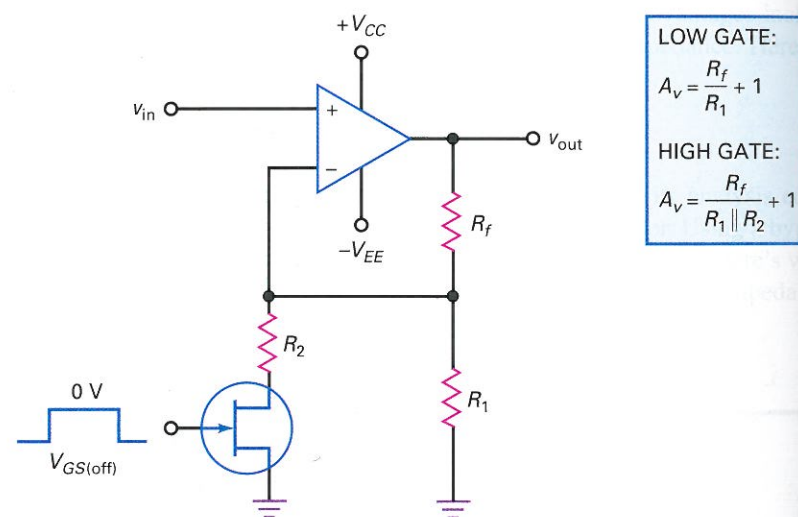 +V_CC
v_in
+
−
v_out
−V_EE
R_f
R_2
R_1
0 V
V_GS(off)
LOW GATE:
A_v = R_f / R_1 + 1
HIGH GATE:
A_v = R_f / R_1 ∥ R_2 + 1